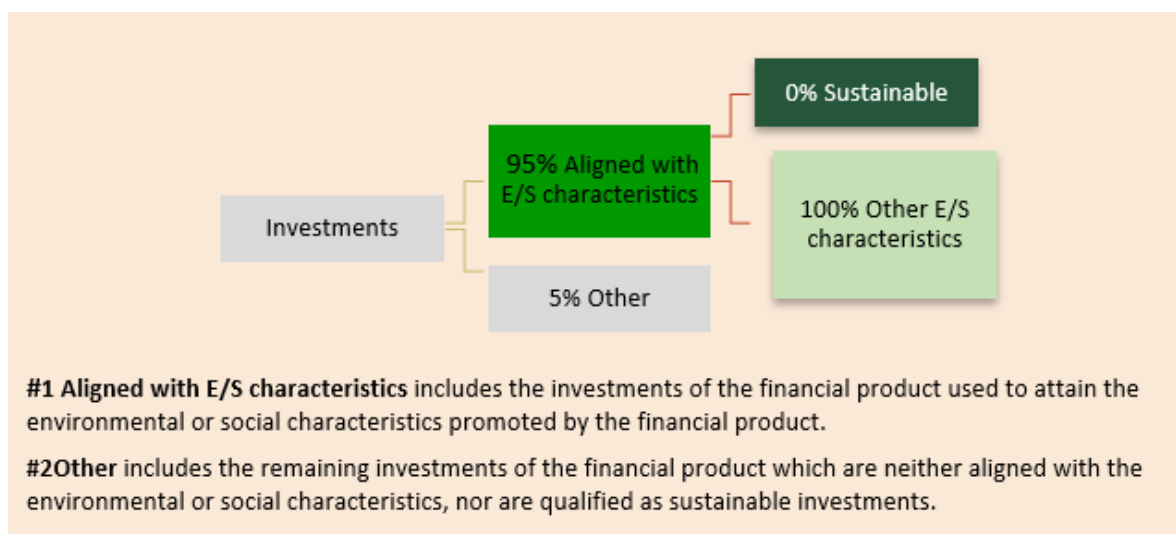 0% Sustainable
95% Aligned with
E/S characteristics
100% Other E/S
characteristics
Investments
5% Other
#1 Aligned with E/S characteristics includes the investments of the financial product used to attain the
environmental or social characteristics promoted by the financial product.
#2Other includes the remaining investments of the financial product which are neither aligned with the
environmental or social characteristics, nor are qualified as sustainable investments.